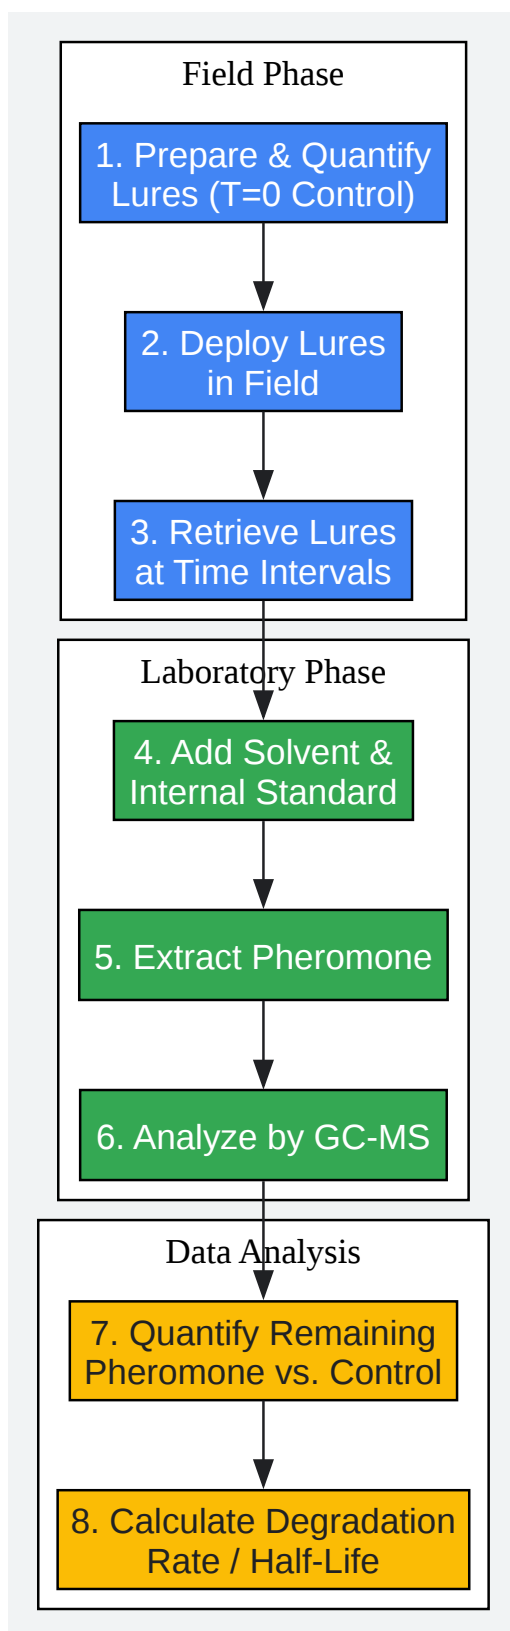 Field Phase
1. Prepare & Quantify
Lures (T=0 Control)
2. Deploy Lures
in Field
3. Retrieve Lures
at Time Intervals
Laboratory Phase
4. Add Solvent &
Internal Standard
5. Extract Pheromone
6. Analyze by GC-MS
Data Analysis
7. Quantify Remaining
Pheromone vs. Control
8. Calculate Degradation
Rate / Half-Life